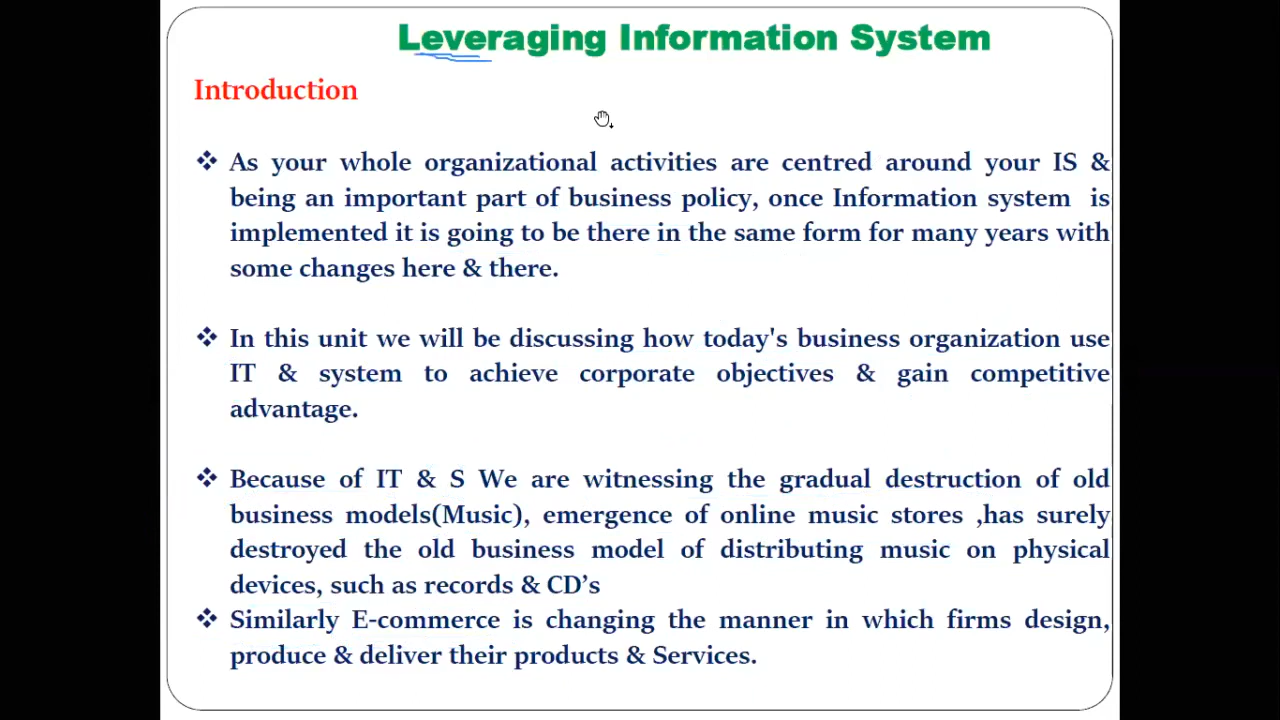 Leveraging Information System
Introduction
❖ As your whole organizational activities are centred around your IS &
being an important part of business policy, once Information system is
implemented it is going to be there in the same form for many years with
some changes here & there.
❖ In this unit we will be discussing how today's business organization use
IT & system to achieve corporate objectives & gain competitive
advantage.
❖ Because of IT & S We are witnessing the gradual destruction of old
business models(Music), emergence of online music stores ,has surely
destroyed the old business model of distributing music on physical
devices, such as records & CD’s
❖ Similarly E-commerce is changing the manner in which firms design,
produce & deliver their products & Services.